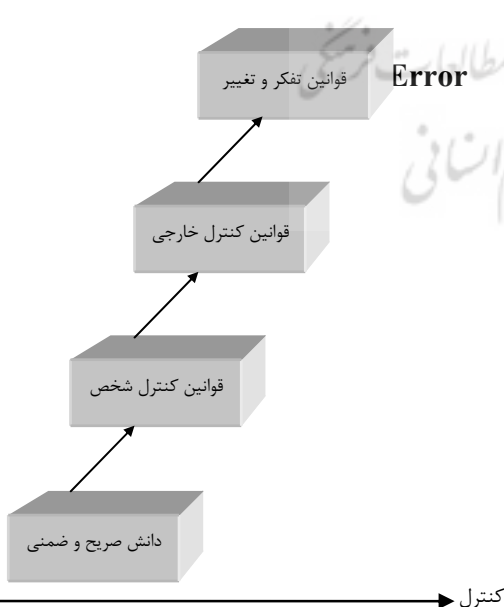 قوانین تفکر و تغییر
Error
قوانین کنترل خارجی
قوانین کنترل شخص
دانش صریح و ضمنی
کنترل